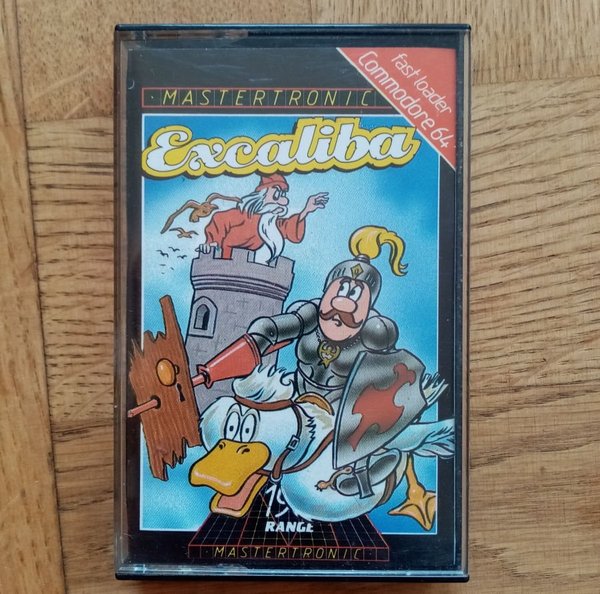 MASTERTRONIC
fast loader
Commodore 64
Excaliba
RANGE
MASTERTRONIC